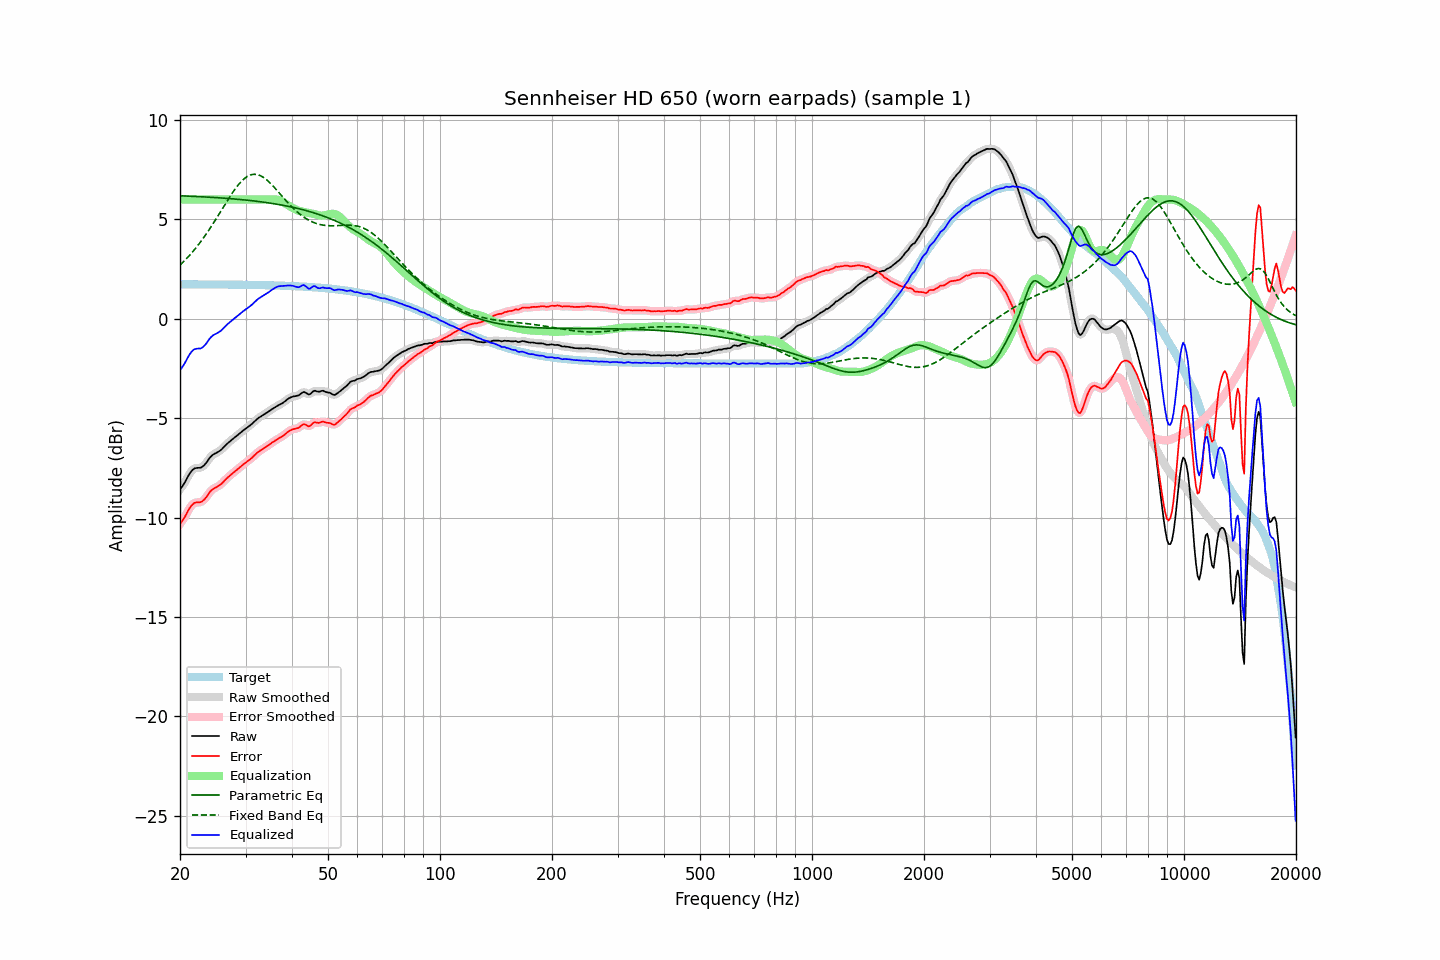 Sennheiser HD 650 (worn earpads) (sample 1)
10
5
0
−5
−10
−15
−20
−25
Amplitude (dBr)
Target
Raw Smoothed
Error Smoothed
Raw
Error
Equalization
Parametric Eq
Fixed Band Eq
Equalized
20 50 100 200 500 1000 2000 5000 10000 20000
Frequency (Hz)